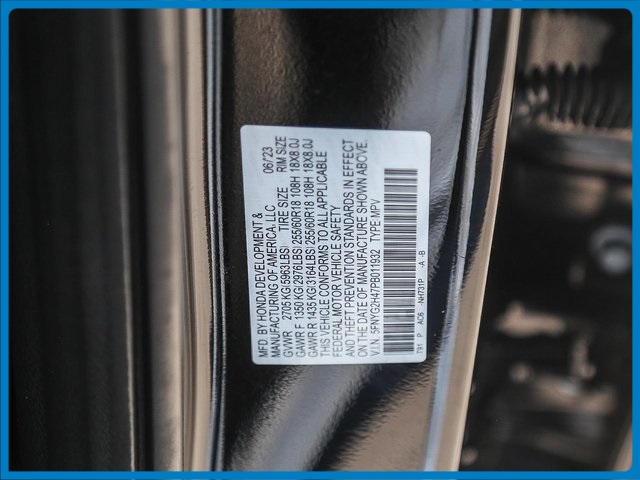 MFD. BY HONDA DEVELOPMENT &
MANUFACTURING OF AMERICA, LLC 06/23
GVWR 2705 KG(5963LBS) TIRE SIZE RIM SIZE
GAWR F 1350 KG(2976LBS) 255/60R18 108H 18X8.0J
GAWR R 1435 KG(3164LBS) 255/60R18 108H 18X8.0J
THIS VEHICLE CONFORMS TO ALL APPLICABLE
FEDERAL MOTOR VEHICLE SAFETY
AND THEFT PREVENTION STANDARDS IN EFFECT
ON THE DATE OF MANUFACTURE SHOWN ABOVE.
V.I.N. 5FNYG2H47PB011932 TYPE:MPV
T91 P AC6 -NH731P -A -B